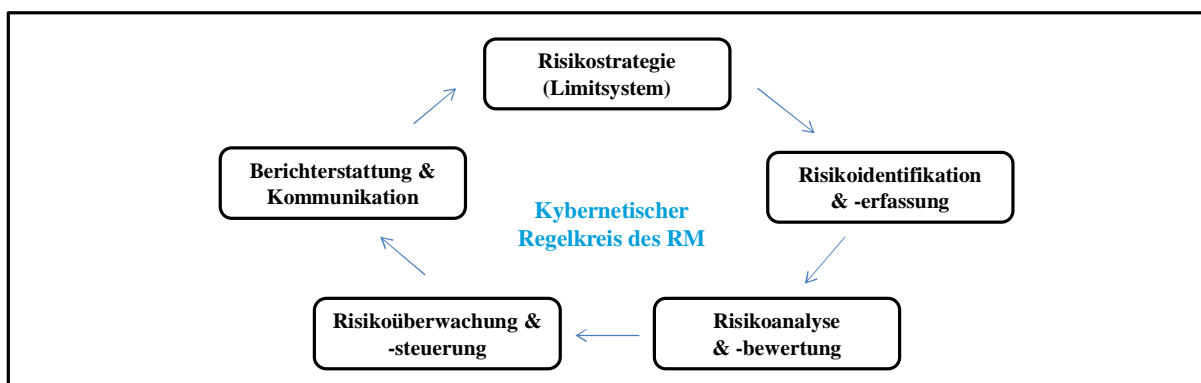 Risikostrategie
(Limitsystem)
Berichterstattung &
Kommunikation
Risikoidentifikation
& -erfassung
Kybernetischer
Regelkreis des RM
Risikoüberwachung &
-steuerung
Risikoanalyse
& -bewertung